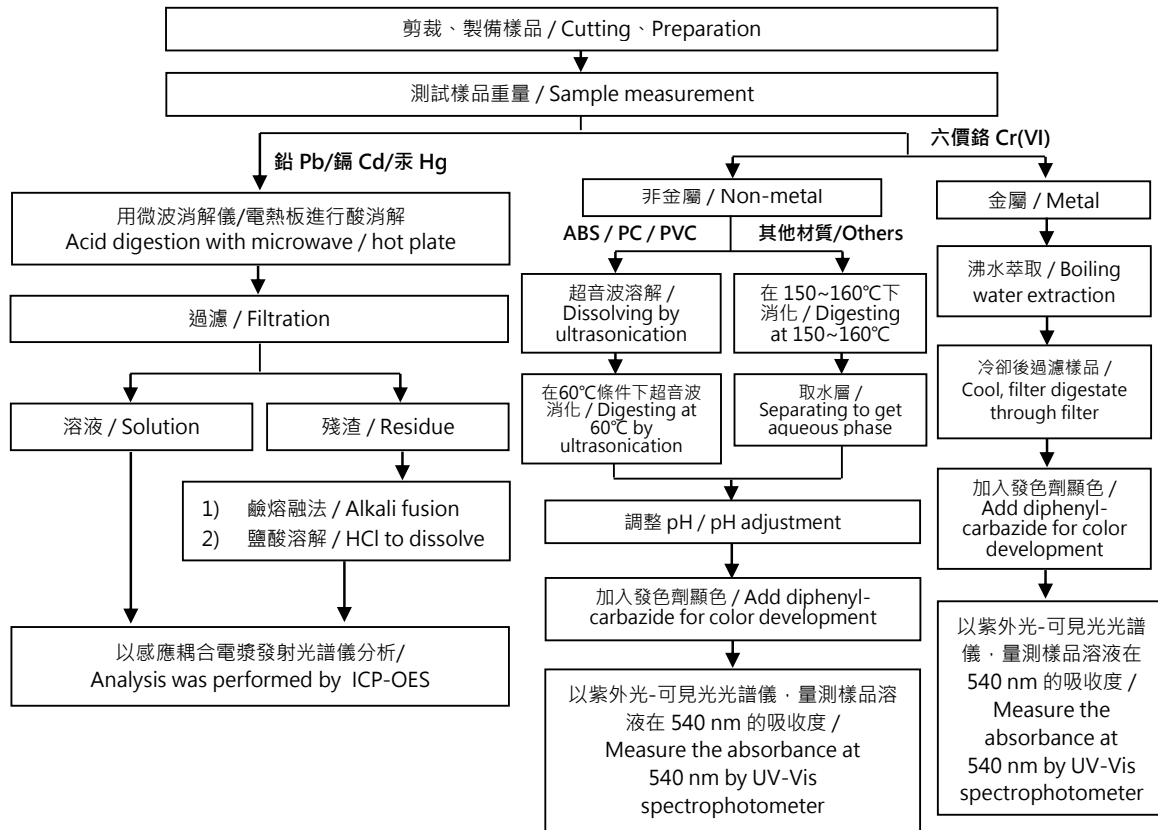 剪裁、製備樣品 / Cutting、Preparation
測試樣品重量 / Sample measurement
鉛 Pb/鎘 Cd/汞 Hg
六價鉻 Cr(VI)
用微波消解儀/電熱板進行酸消解
Acid digestion with microwave / hot plate
過濾 / Filtration
溶液 / Solution
殘渣 / Residue
1) 鹼熔融法 / Alkali fusion
2) 鹽酸溶解 / HCl to dissolve
以感應耦合電漿發射光譜儀分析/
Analysis was performed by ICP-OES
非金屬 / Non-metal
ABS / PC / PVC
其他材質/Others
超音波溶解 /
Dissolving by
ultrasonication
在60℃條件下超音波
消化 / Digesting at
60℃ by
ultrasonication
在 150~160℃下
消化 / Digesting
at 150~160℃
取水層 /
Separating to get
aqueous phase
調整 pH / pH adjustment
加入發色劑顯色 / Add diphenyl-
carbazide for color development
以紫外光-可見光光譜儀，量測樣品溶
液在 540 nm 的吸收度 /
Measure the absorbance at
540 nm by UV-Vis
spectrophotometer
金屬 / Metal
沸水萃取 / Boiling
water extraction
冷卻後過濾樣品 /
Cool, filter digestate
through filter
加入發色劑顯色 /
Add diphenyl-
carbazide for color
development
以紫外光-可見光光譜
儀，量測樣品溶液在
540 nm 的吸收度 /
Measure the
absorbance at
540 nm by UV-Vis
spectrophotometer